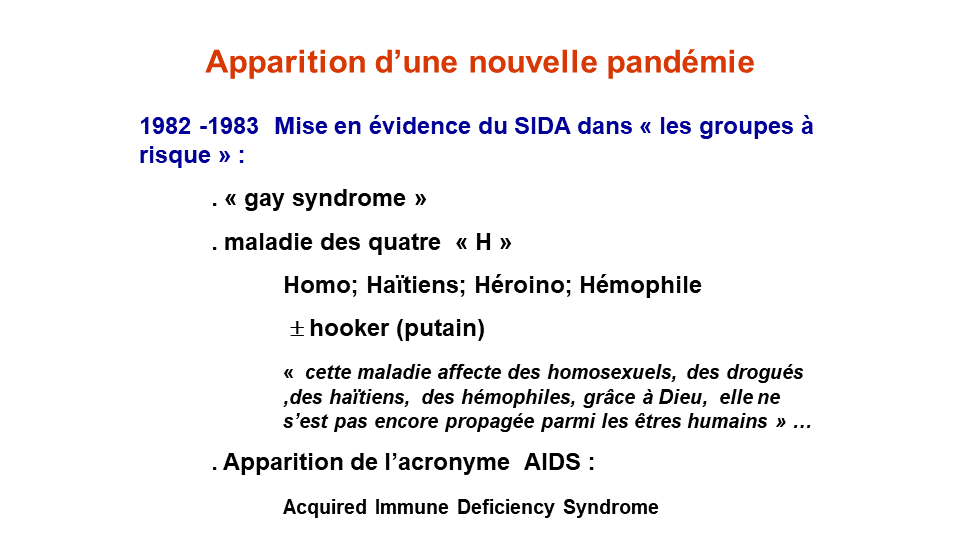 Apparition d’une nouvelle pandémie
1982 -1983 Mise en évidence du SIDA dans « les groupes à
risque » :
. « gay syndrome »
. maladie des quatre « H »
Homo; Haïtiens; Héroino; Hémophile
± hooker (putain)
« cette maladie affecte des homosexuels, des drogués
,des haïtiens, des hémophiles, grâce à Dieu, elle ne
s’est pas encore propagée parmi les êtres humains » …
. Apparition de l’acronyme AIDS :
Acquired Immune Deficiency Syndrome